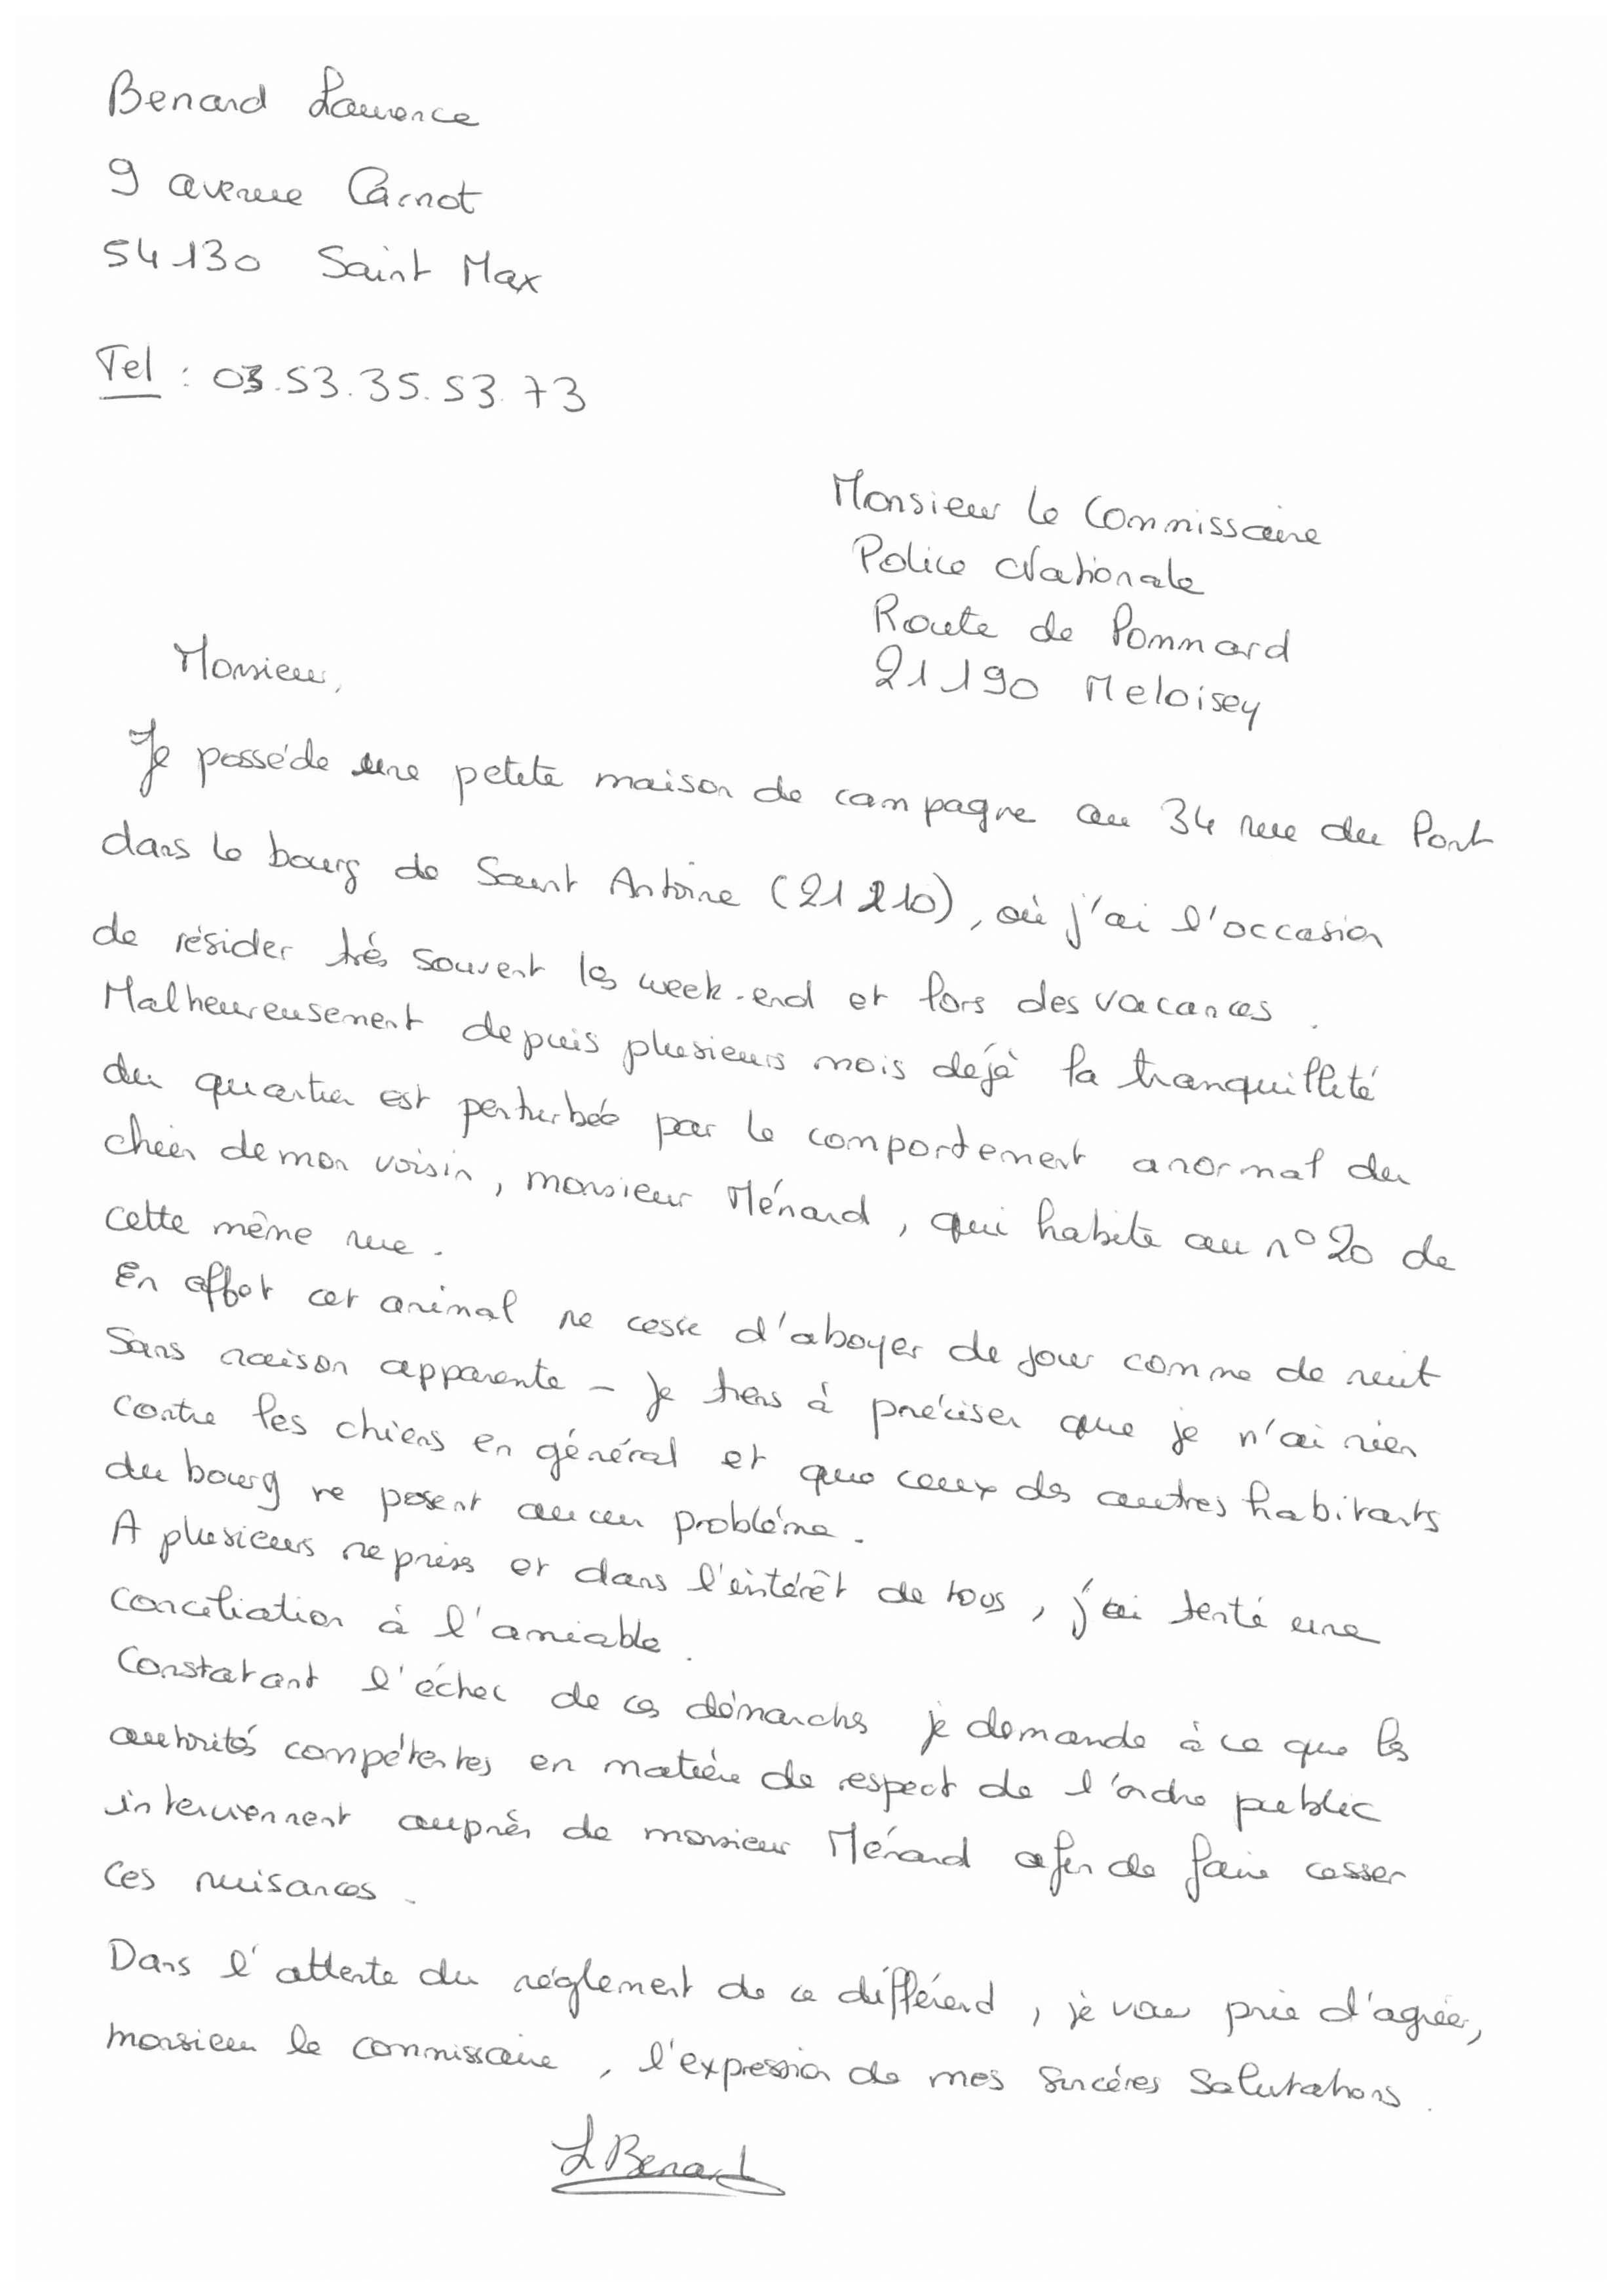 Benard Laurence
9 avenue Carnot
54130 Saint Max
Tel : 03.53.35.53.73
Monsieur le Commissaire
Police Nationale
Route de Pommard
21190 Meloisey
Monsieur,
Je posséde une petite maison de campagne au 34 rue du Pont
dans le bourg de Saint Antoine (21210), où j'ai l'occasion
de résider trés souvent les week-end et lors des vacances.
Malheureusement depuis plusieurs mois déjà la tranquillité
du quartier est perturbée par le comportement anormal du
chien de mon voisin, monsieur Ménard, qui habite au n°20 de
cette même rue.
En effet cet animal ne cesse d'aboyer de jour comme de nuit
sans raison apparente - Je tiens à préciser que je n'ai rien
contre les chiens en général et que ceux des autres habitants
du bourg ne posent aucun probléme.
A plusieurs reprises et dans l'intérêt de tous, j'ai tenté une
conciliation à l'amiable.
Constatant l'échec de ces démarches je demande à ce que les
autorités compétentes en matière de respect de l'ordre public
interviennent auprès de monsieur Ménard afin de faire cesser
ces nuisances.
Dans l'attente du réglement de ce différend, je vous prie d'agréer,
monsieur le commissaire, l'expression de mes sincéres salutations.
L Benard